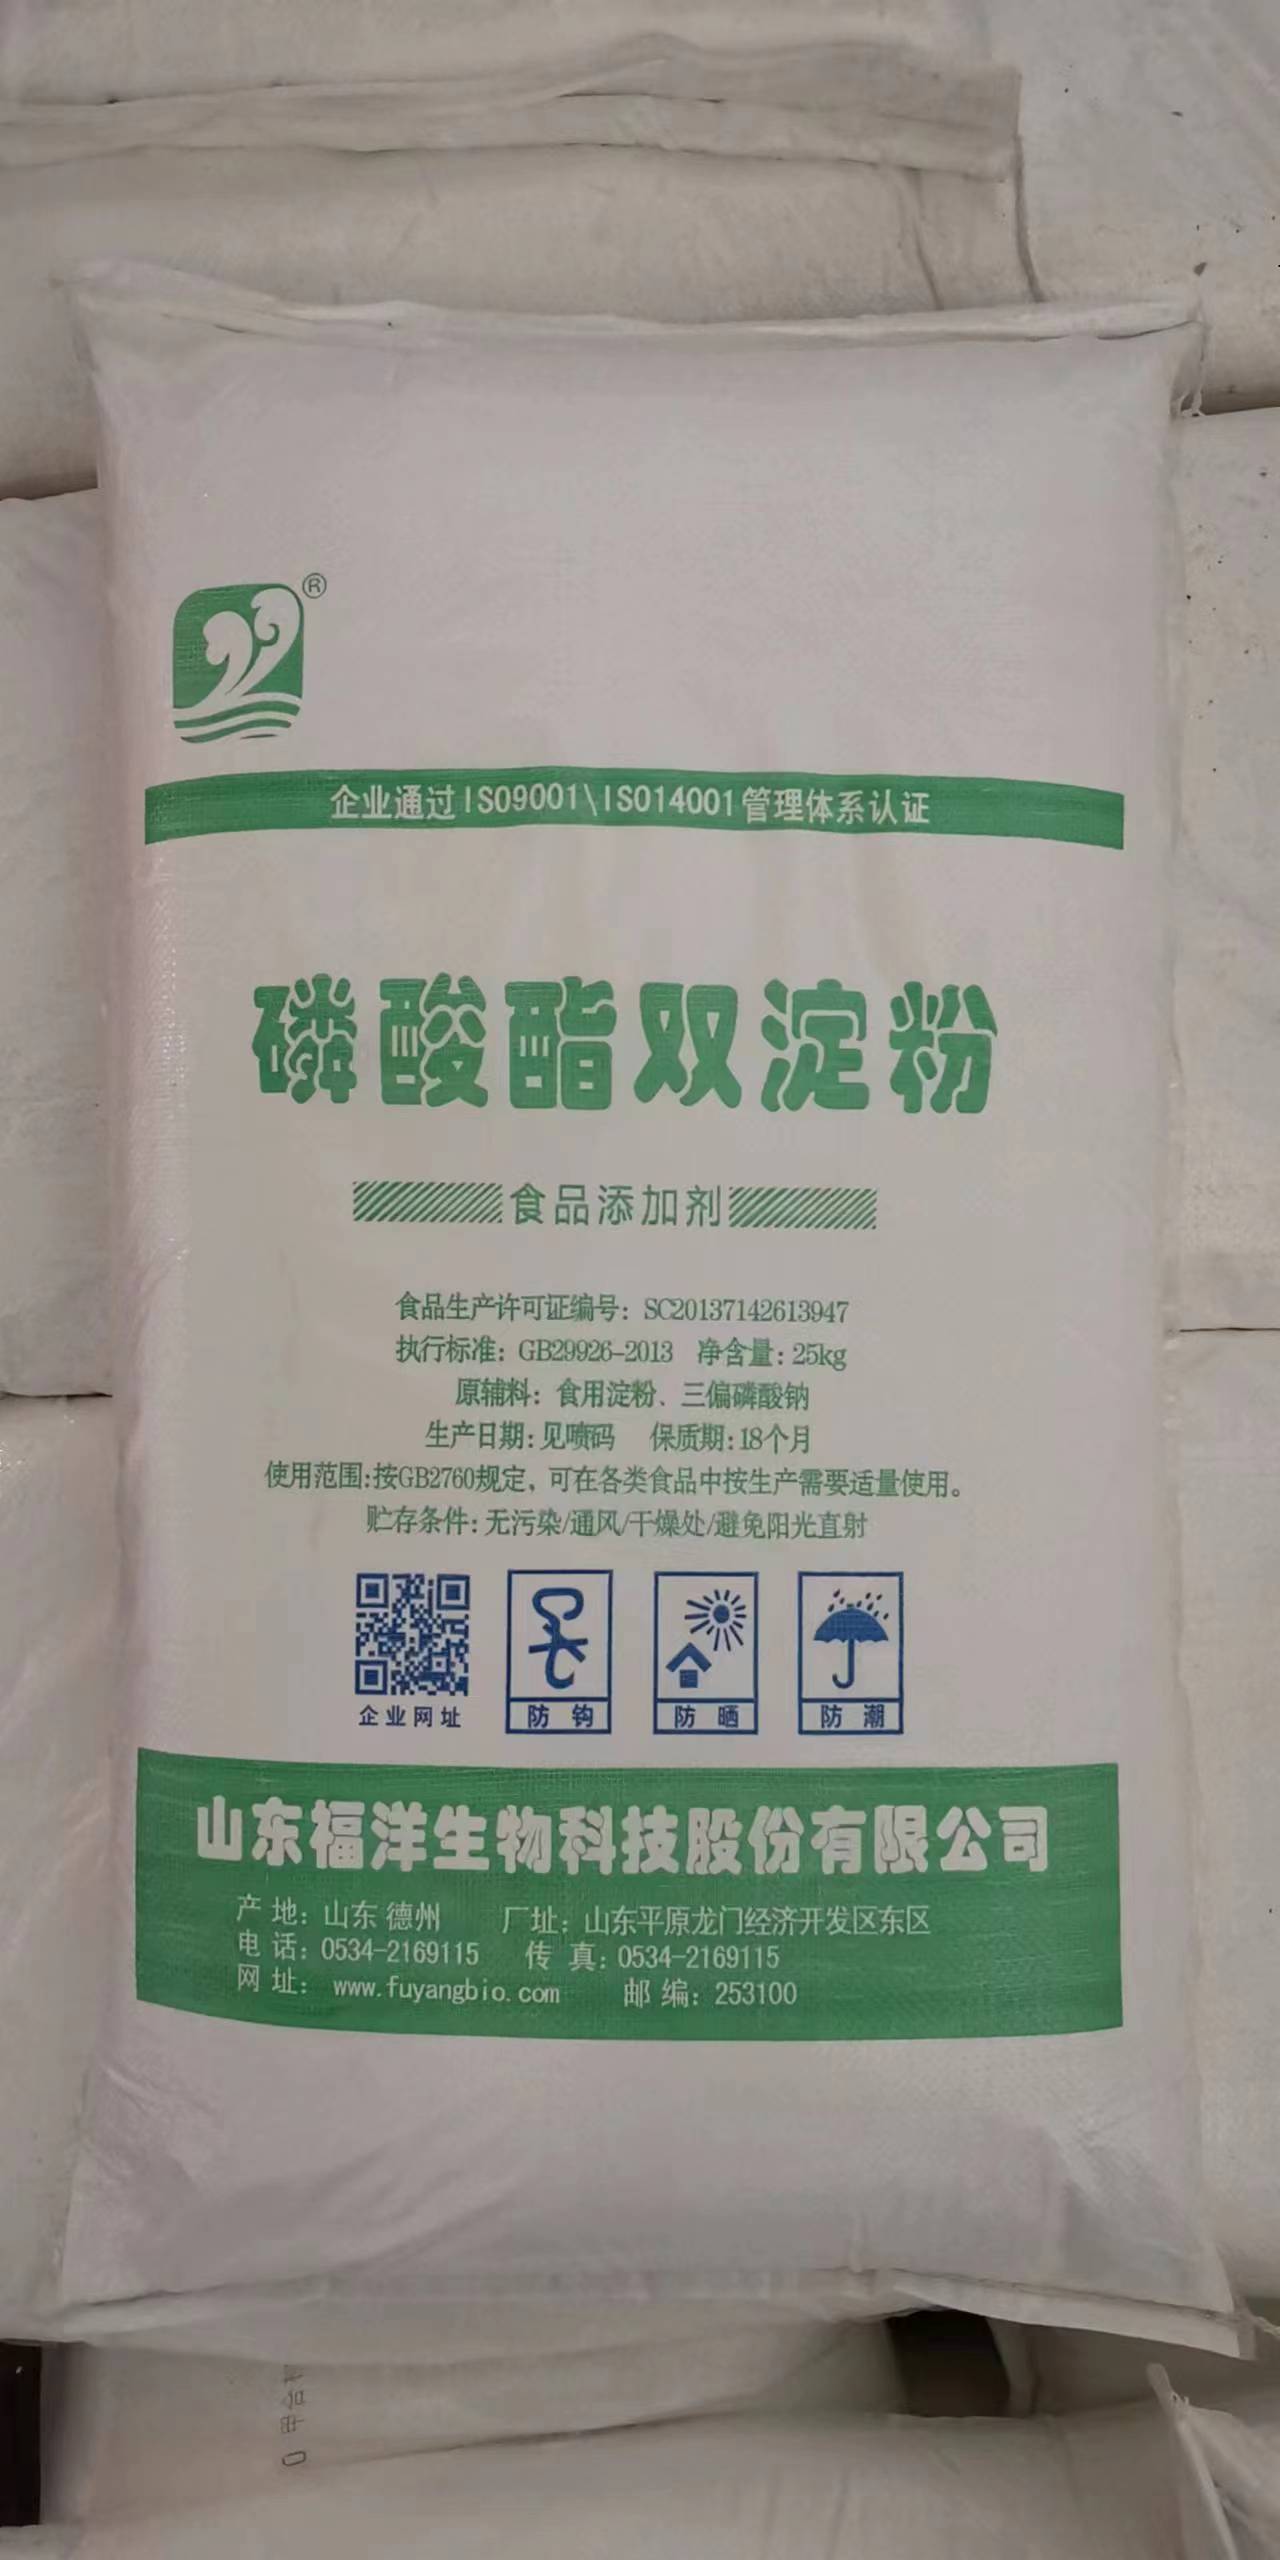 ®
企业通过ISO9001\ISO14001管理体系认证
磷酸酯双淀粉
食品添加剂
食品生产许可证编号：SC20137142613947
执行标准：GB29926-2013 净含量：25kg
原辅料：食用淀粉、三偏磷酸钠
生产日期：见喷码 保质期：18个月
使用范围：按GB2760规定，可在各类食品中按生产需要适量使用。
贮存条件：无污染/通风/干燥处/避免阳光直射
企业网址 防钩 防晒 防潮
山东福洋生物科技股份有限公司
产地：山东 德州 厂址：山东平原龙门经济开发区东区
电话：0534-2169115 传真：0534-2169115
网址：www.fuyangbio.com 邮编：253100